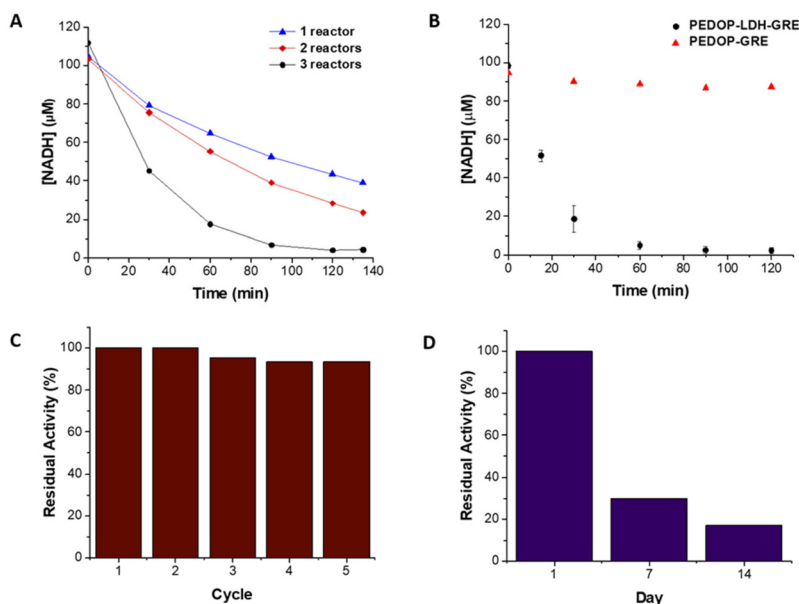 A
1 reactor
2 reactors
3 reactors
[NADH] (µM)
120
100
80
60
40
20
0
0 20 40 60 80 100 120 140
Time (min)
B
PEDOP-LDH-GRE
PEDOP-GRE
[NADH] (µM)
120
100
80
60
40
20
0
0 20 40 60 80 100 120
Time (min)
C
Residual Activity (%)
100
80
60
40
20
0
1 2 3 4 5
Cycle
D
Residual Activity (%)
100
80
60
40
20
0
1 7 14
Day